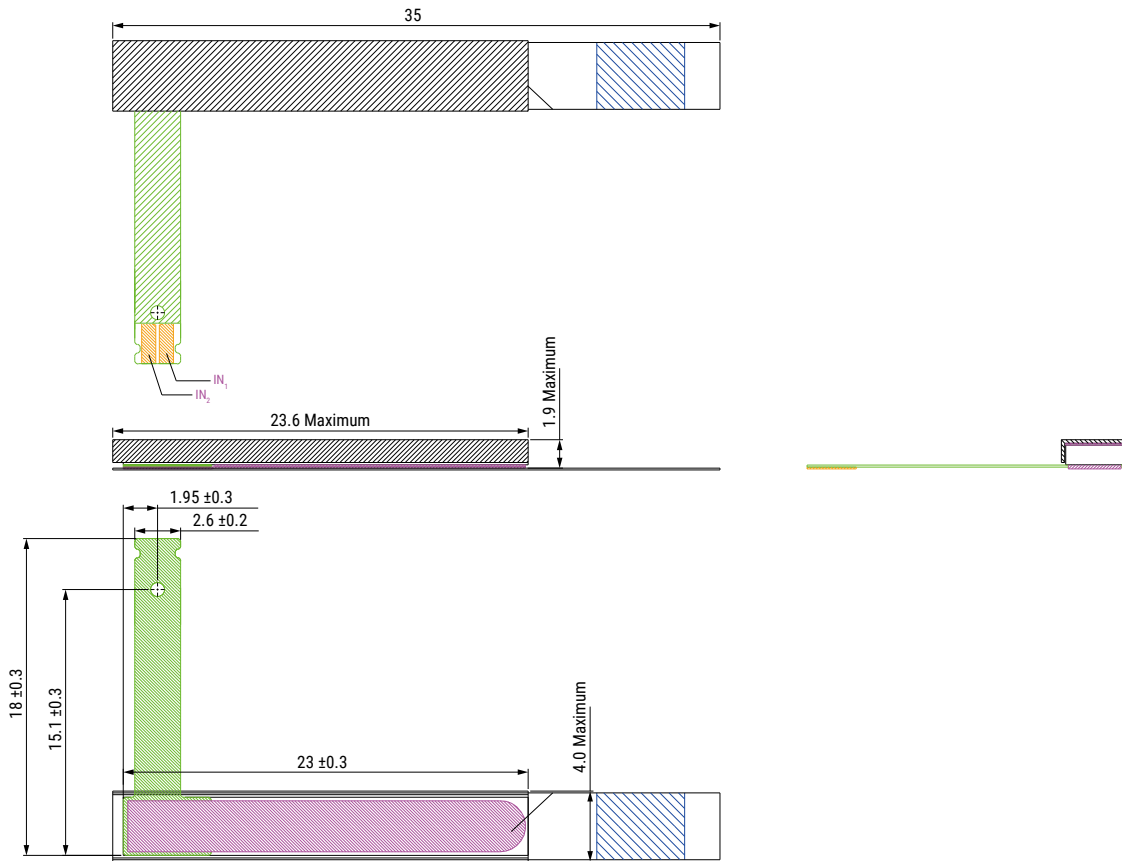 35
IN₁
IN₂
1.9 Maximum
23.6 Maximum
1.95 ±0.3
2.6 ±0.2
18 ±0.3
15.1 ±0.3
4.0 Maximum
23 ±0.3